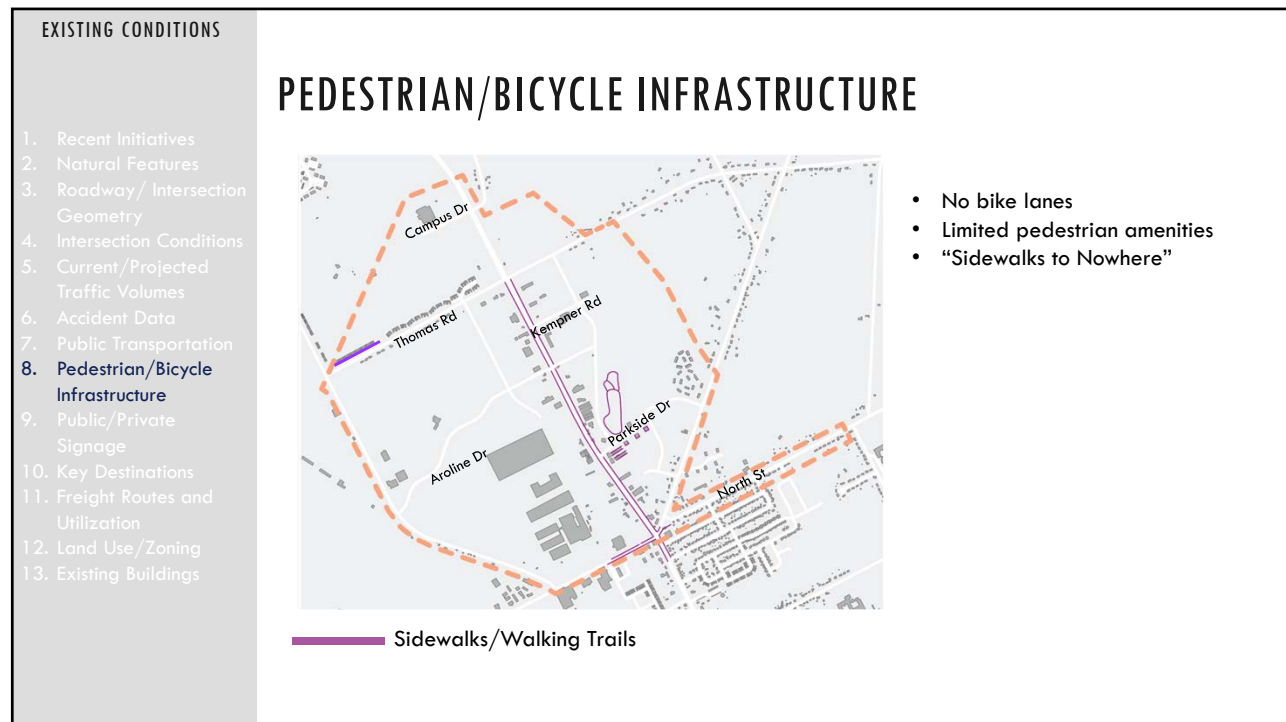 EXISTING CONDITIONS
1. Recent Initiatives
2. Natural Features
3. Roadway/ Intersection
Geometry
4. Intersection Conditions
5. Current/Projected
Traffic Volumes
6. Accident Data
7. Public Transportation
8. Pedestrian/Bicycle
Infrastructure
9. Public/Private
Signage
10. Key Destinations
11. Freight Routes and
Utilization
12. Land Use/Zoning
13. Existing Buildings
PEDESTRIAN/BICYCLE INFRASTRUCTURE
Campus Dr
Thomas Rd
Kempner Rd
Parkside Dr
Aroline Dr
North St
Sidewalks/Walking Trails
• No bike lanes
• Limited pedestrian amenities
• “Sidewalks to Nowhere”